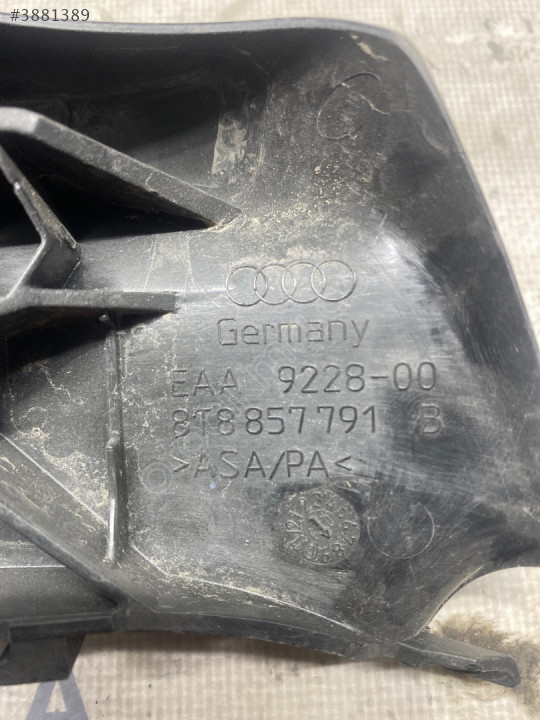 #3881389
Germany
EAA 9228-00
8T8 857 791 B
>ASA/PA<